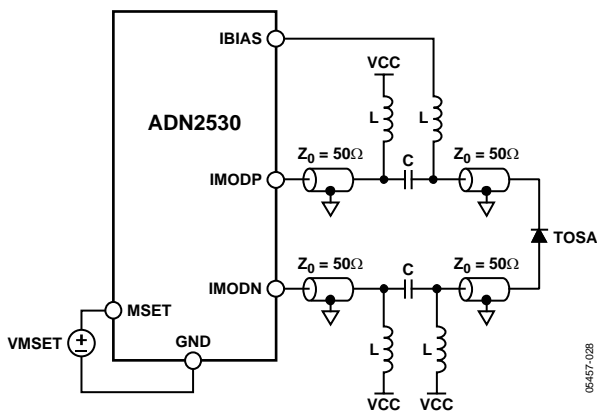 IBIAS
VCC
ADN2530
L
L
Z0 = 50Ω
C
Z0 = 50Ω
IMODP
TOSA
Z0 = 50Ω
C
Z0 = 50Ω
IMODN
MSET
GND
VMSET
L
L
VCC
VCC
05457-028